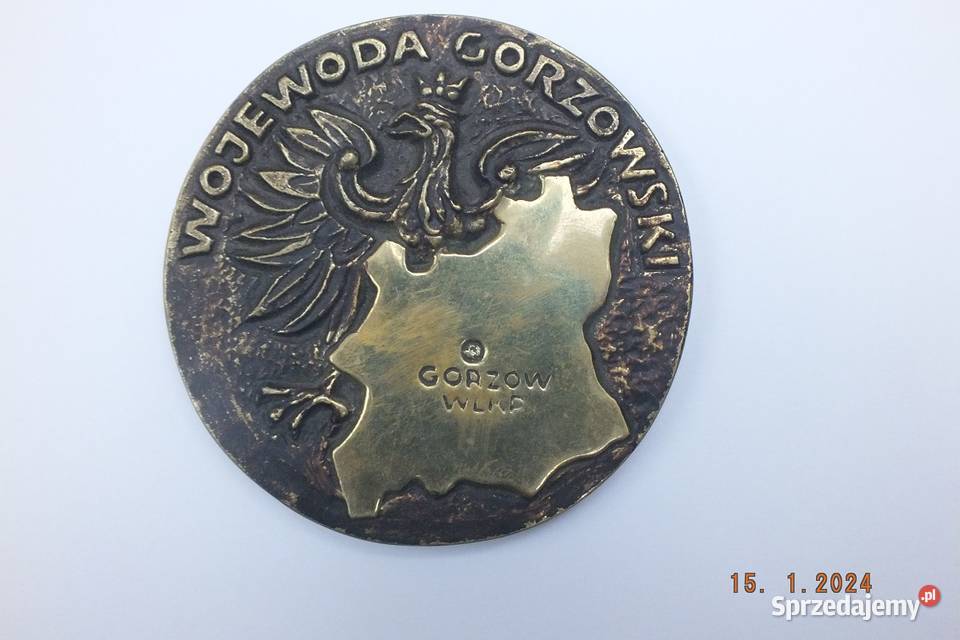 WOJEWODA GORZOWSKI
GORZOW
WLKP
15. 1.2024
Sprzedajemy.pl